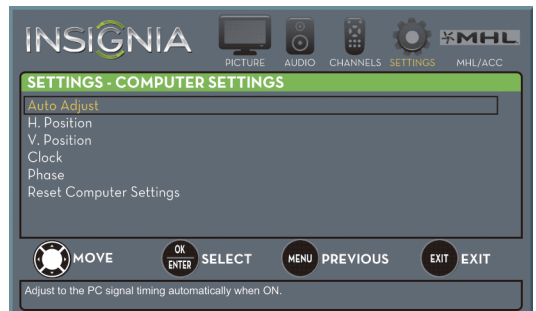 INSIGNIA
PICTURE AUDIO CHANNELS SETTINGS MHL MHL/ACC
SETTINGS - COMPUTER SETTINGS
Auto Adjust
H. Position
V. Position
Clock
Phase
Reset Computer Settings
MOVE OK ENTER SELECT MENU PREVIOUS EXIT EXIT
Adjust to the PC signal timing automatically when ON.